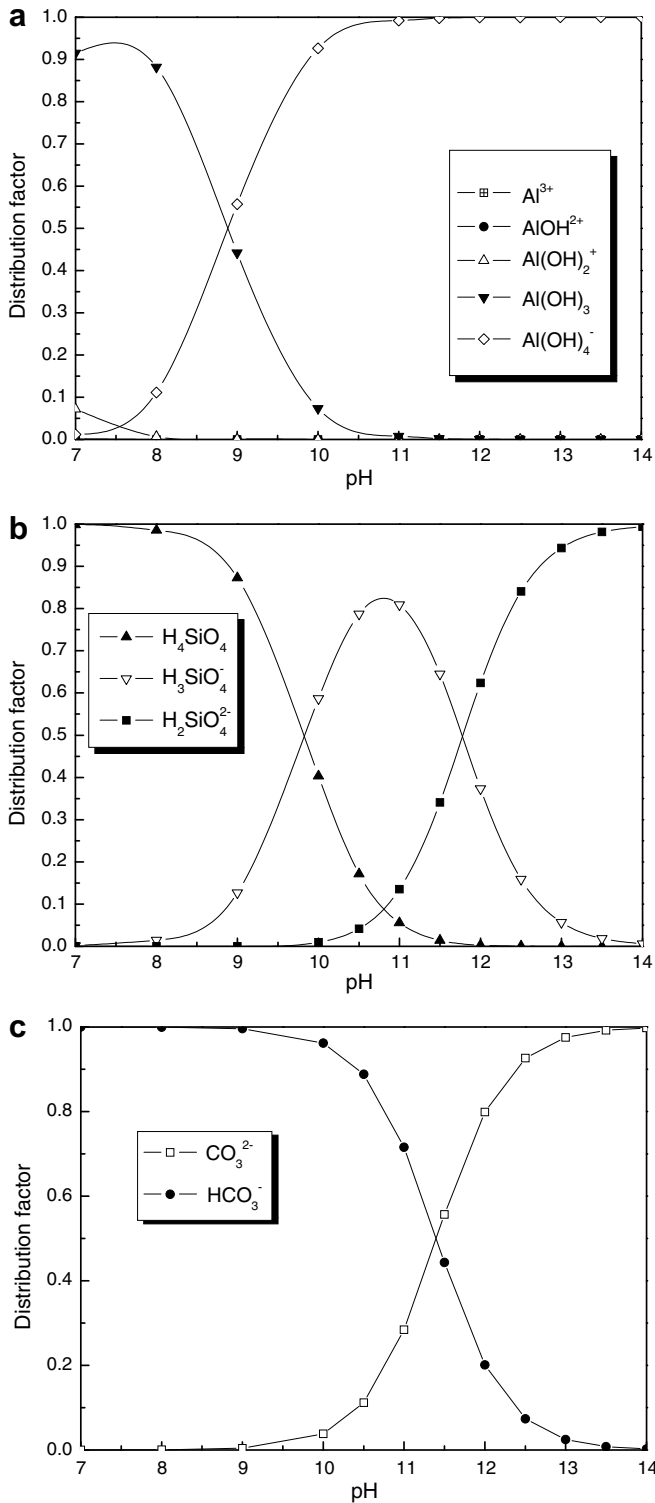 a
1.0
0.9
0.8
0.7
0.6
0.5
0.4
0.3
0.2
0.1
0.0
Distribution factor
Al³⁺
AlOH²⁺
Al(OH)₂⁺
Al(OH)₃
Al(OH)₄⁻
7 8 9 10 11 12 13 14
pH
b
1.0
0.9
0.8
0.7
0.6
0.5
0.4
0.3
0.2
0.1
0.0
Distribution factor
H₄SiO₄
H₃SiO₄⁻
H₂SiO₄²⁻
7 8 9 10 11 12 13 14
pH
c
1.0
0.8
0.6
0.4
0.2
0.0
Distribution factor
CO₃²⁻
HCO₃⁻
7 8 9 10 11 12 13 14
pH